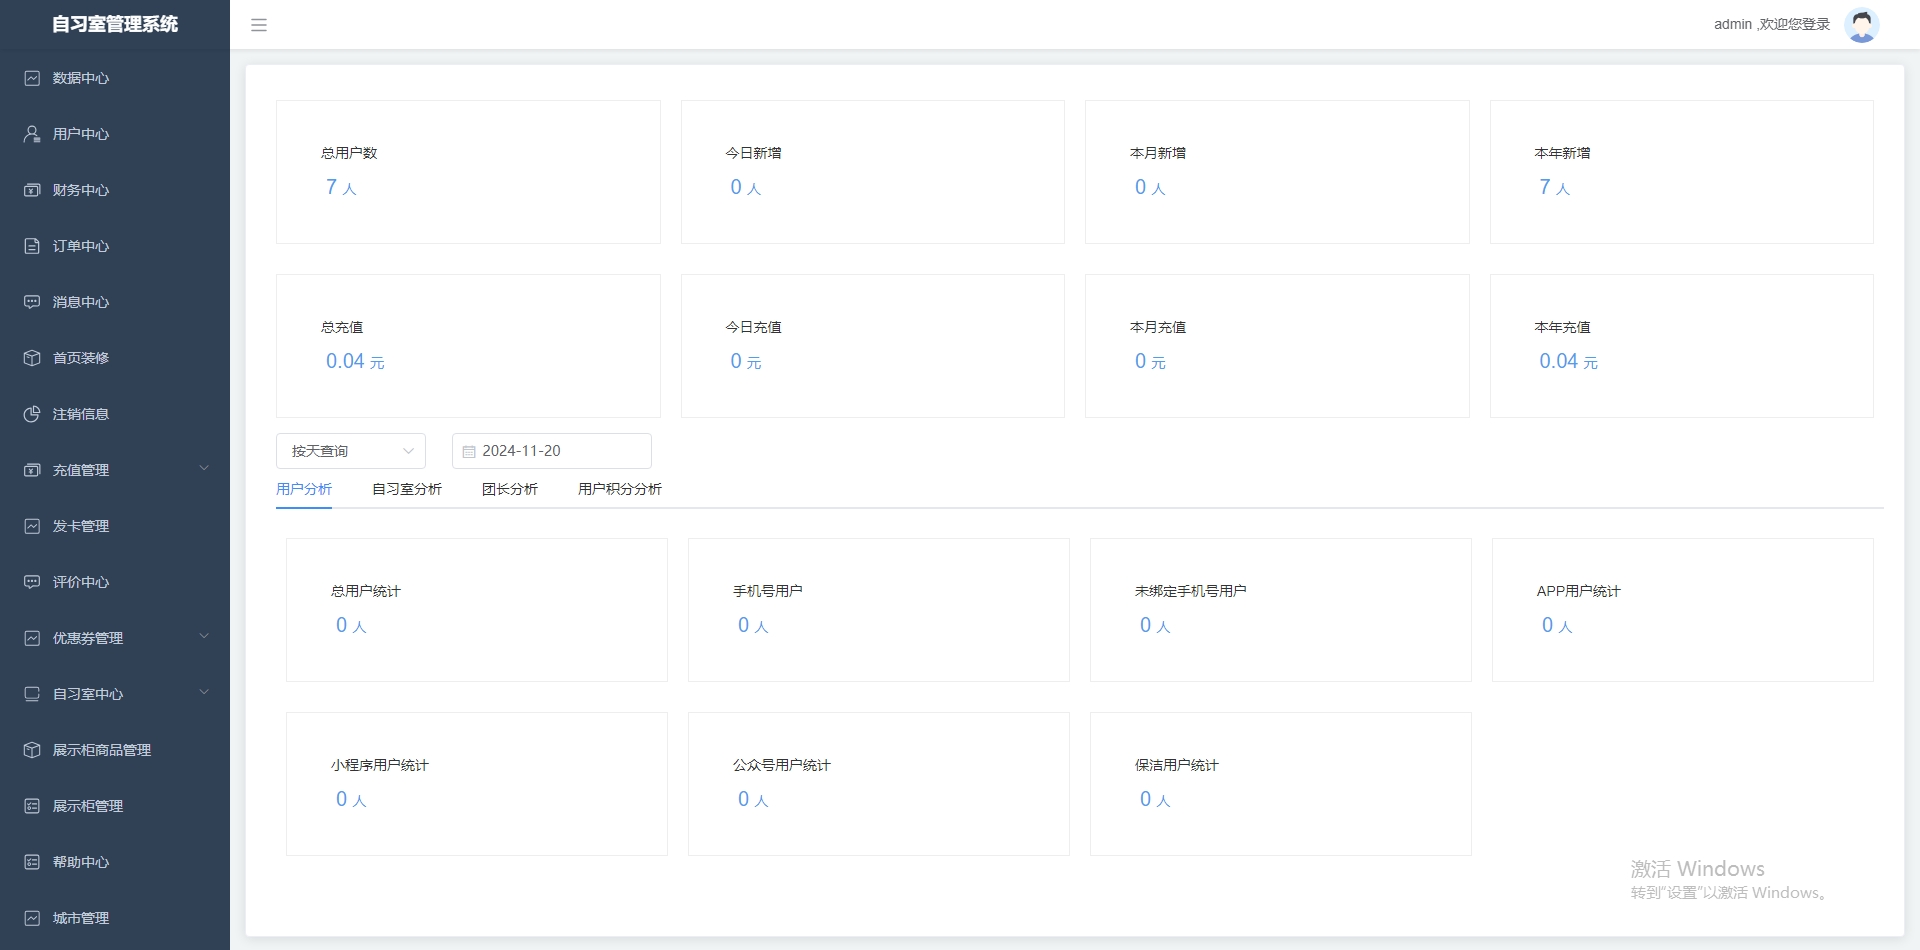 自习室管理系统
admin ,欢迎您登录
数据中心
用户中心
财务中心
订单中心
消息中心
首页装修
注销信息
充值管理
发卡管理
评价中心
优惠券管理
自习室中心
展示柜商品管理
展示柜管理
帮助中心
城市管理
总用户数
7 人
今日新增
0 人
本月新增
0 人
本年新增
7 人
总充值
0.04 元
今日充值
0 元
本月充值
0 元
本年充值
0.04 元
按天查询
2024-11-20
用户分析
自习室分析
团长分析
用户积分分析
总用户统计
0 人
手机号用户
0 人
未绑定手机号用户
0 人
APP用户统计
0 人
小程序用户统计
0 人
公众号用户统计
0 人
保洁用户统计
0 人
激活 Windows
转到"设置"以激活 Windows。